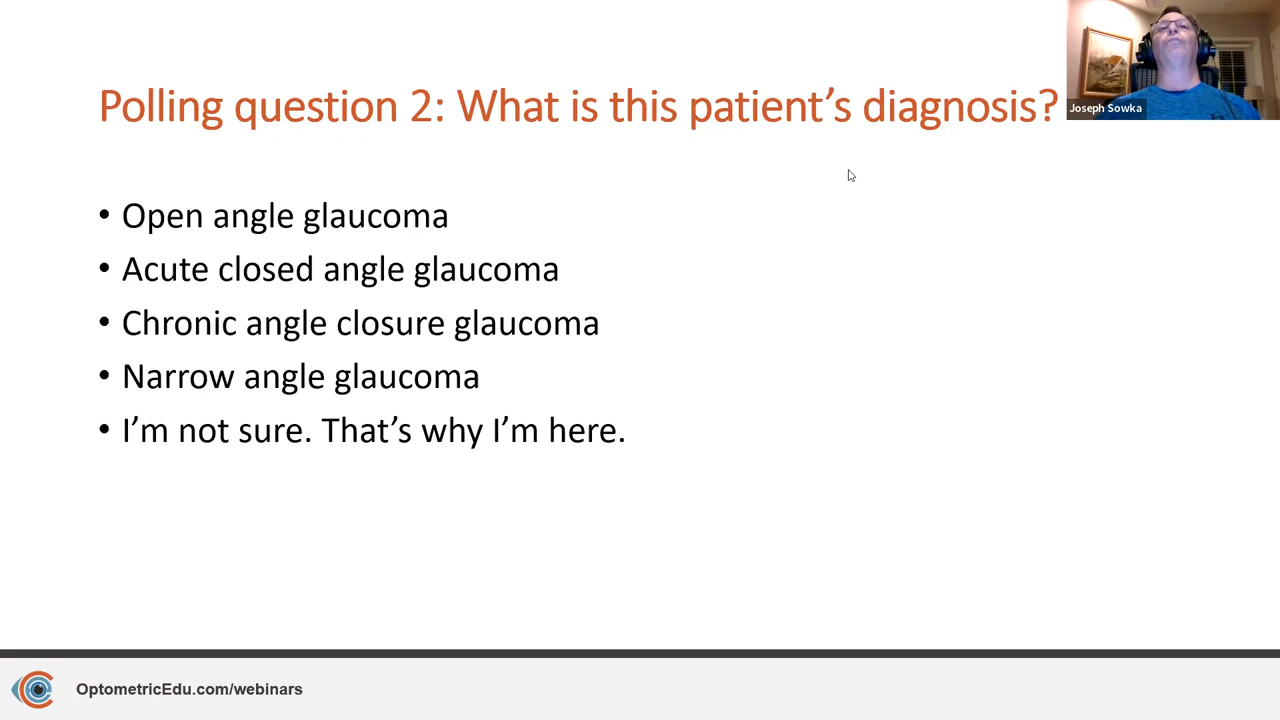 Polling question 2: What is this patient’s diagnosis?
Joseph Sowka
• Open angle glaucoma
• Acute closed angle glaucoma
• Chronic angle closure glaucoma
• Narrow angle glaucoma
• I’m not sure. That’s why I’m here.
OptometricEdu.com/webinars